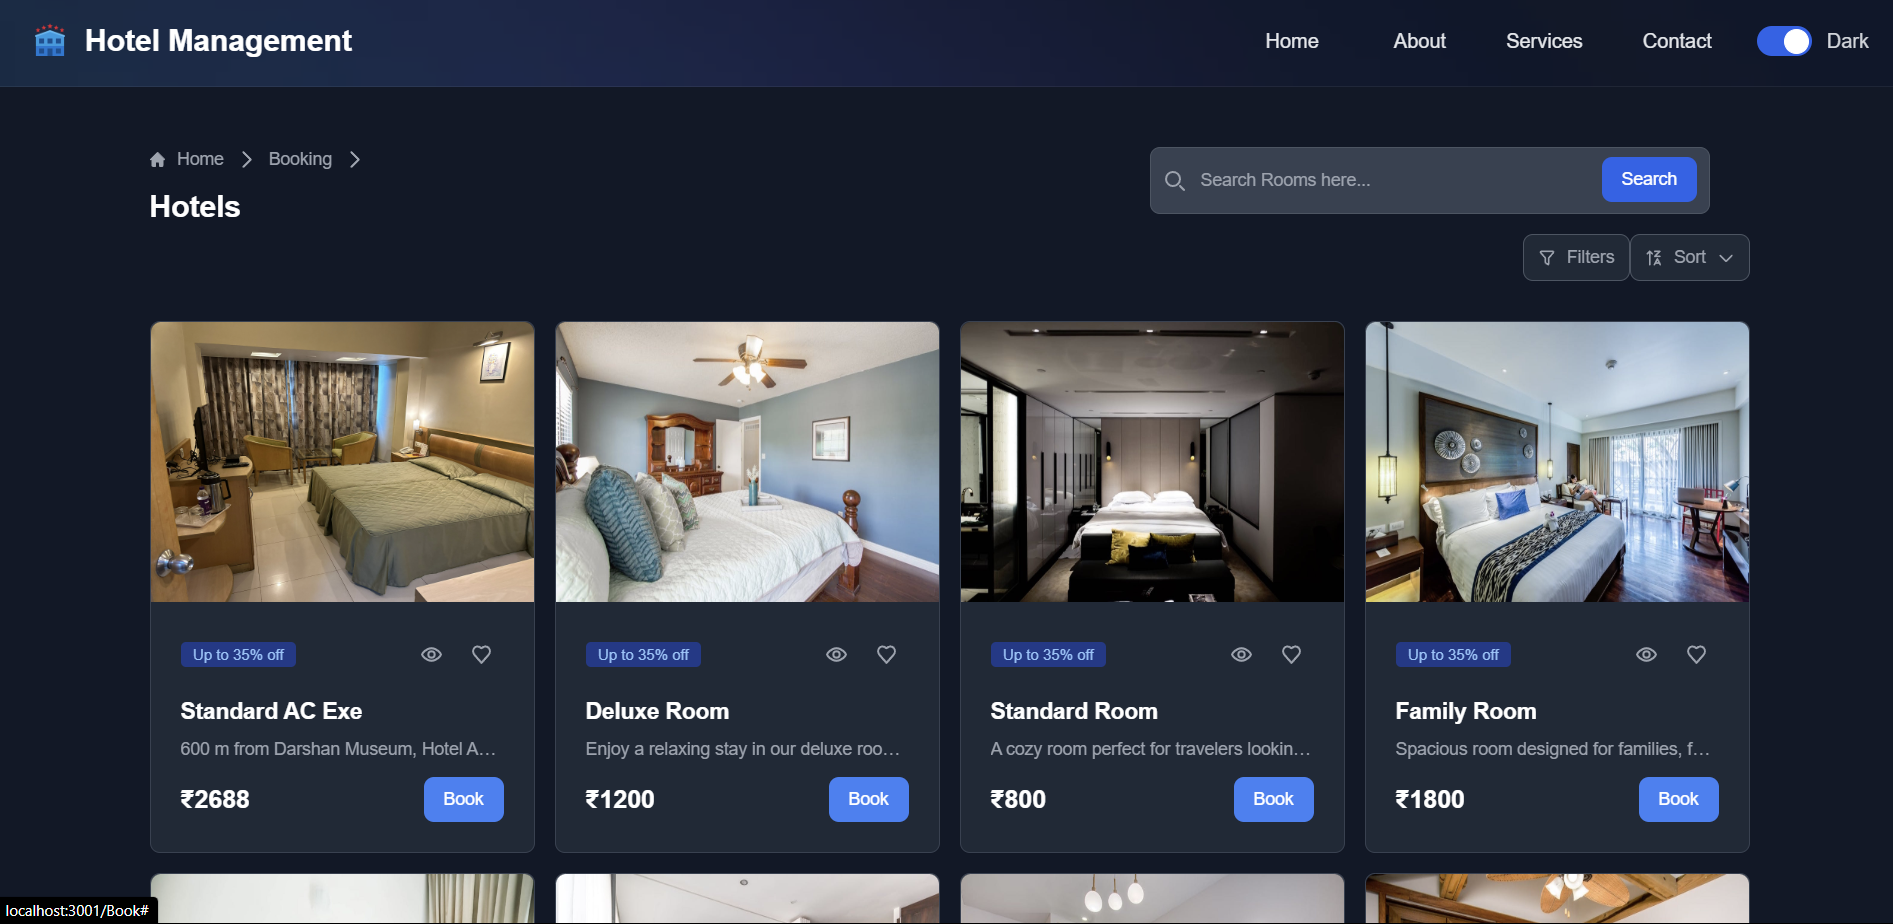 Hotel Management
Home
About
Services
Contact
Dark
Home
Booking
Hotels
Search Rooms here...
Search
Filters
Sort
Up to 35% off
Standard AC Exe
600 m from Darshan Museum, Hotel A...
₹2688
Book
Up to 35% off
Deluxe Room
Enjoy a relaxing stay in our deluxe roo...
₹1200
Book
Up to 35% off
Standard Room
A cozy room perfect for travelers lookin...
₹800
Book
Up to 35% off
Family Room
Spacious room designed for families, f...
₹1800
Book
localhost:3001/Book#